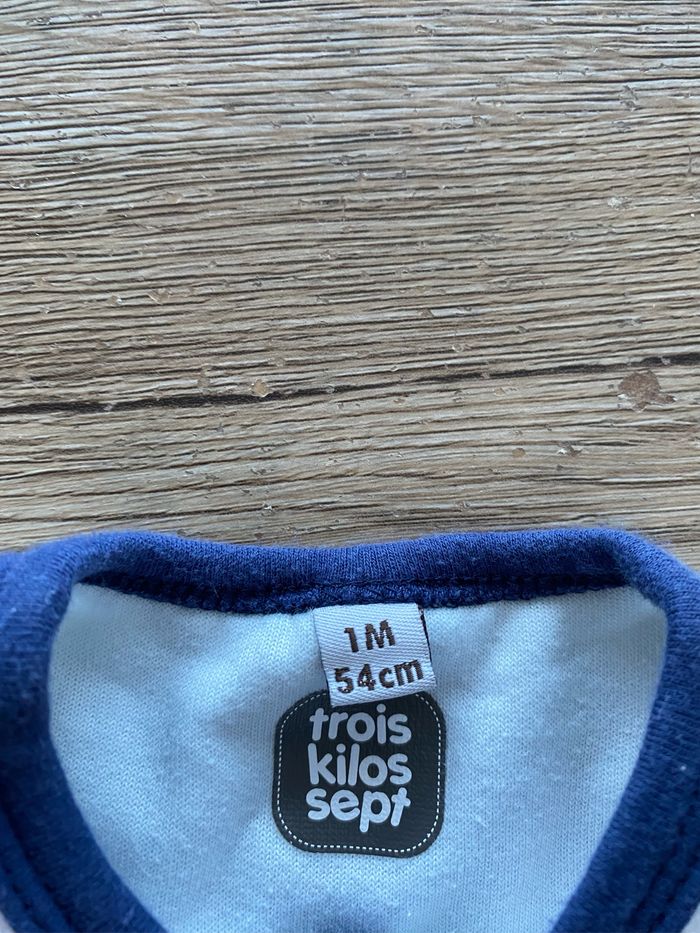 1M
54cm
trois
kilos
sept